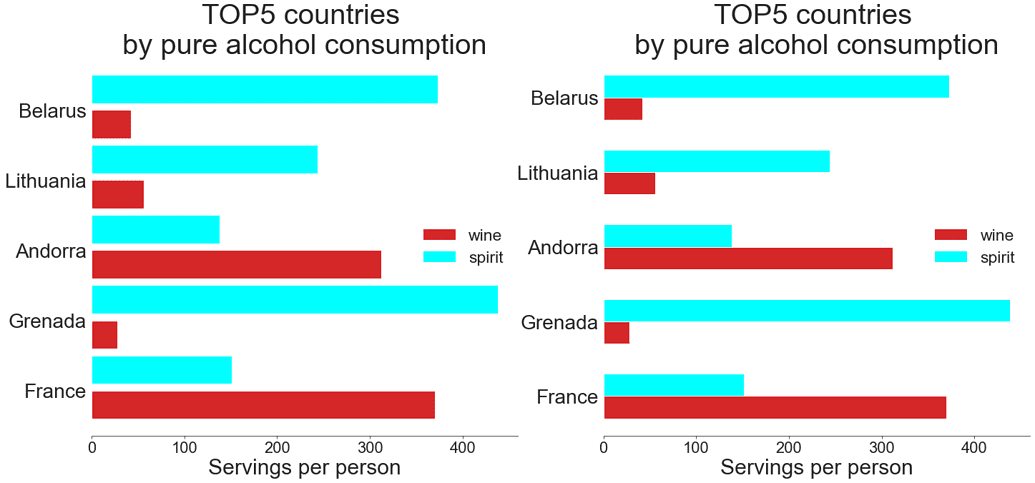 TOP5 countries
by pure alcohol consumption
Belarus
Lithuania
Andorra
Grenada
France
wine
spirit
0 100 200 300 400
Servings per person
TOP5 countries
by pure alcohol consumption
Belarus
Lithuania
Andorra
Grenada
France
wine
spirit
0 100 200 300 400
Servings per person